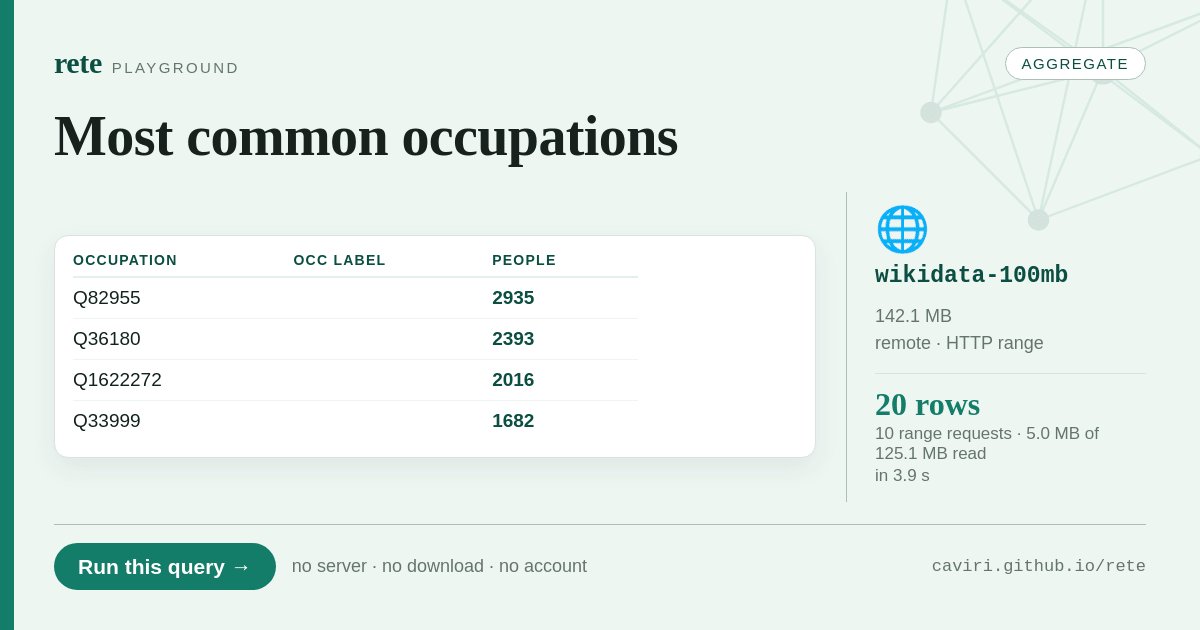 rete PLAYGROUND
AGGREGATE
Most common occupations
OCCUPATION OCC LABEL PEOPLE
Q82955 2935
Q36180 2393
Q1622272 2016
Q33999 1682
wikidata-100mb
142.1 MB
remote · HTTP range
20 rows
10 range requests · 5.0 MB of
125.1 MB read
in 3.9 s
Run this query →
no server · no download · no account
caviri.github.io/rete